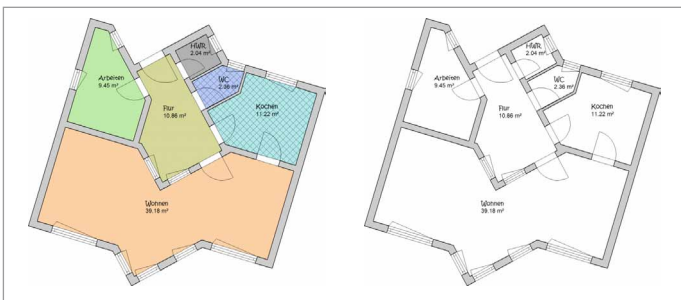 HWR.
2.04 m²
Arbeiten
9.45 m²
WC
2.36 m²
Flur
10.86 m²
Kochen
11.22 m²
Wohnen
39.18 m²
HWR.
2.04 m²
Arbeiten
9.45 m²
WC
2.36 m²
Flur
10.86 m²
Kochen
11.22 m²
Wohnen
39.18 m²